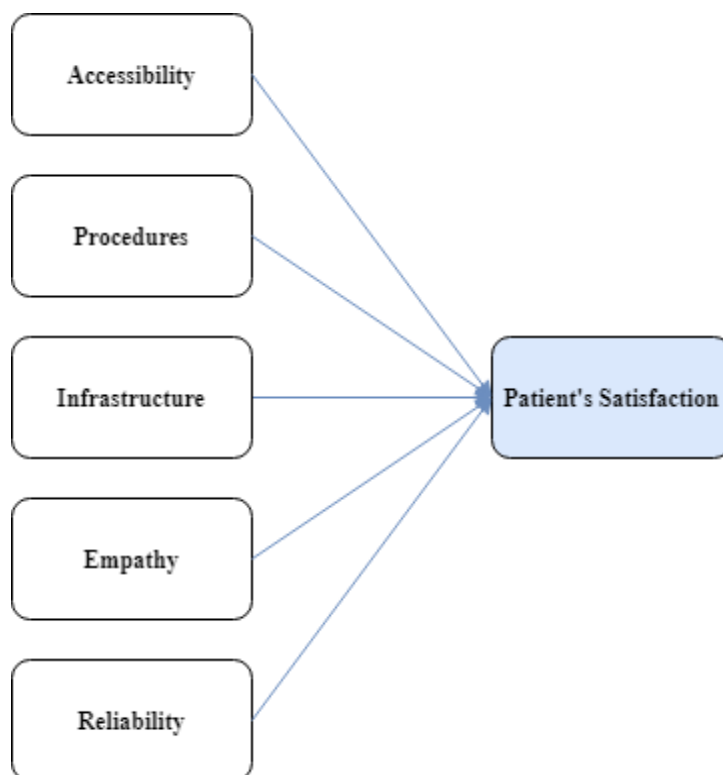 Accessibility
Procedures
Infrastructure
Patient's Satisfaction
Empathy
Reliability